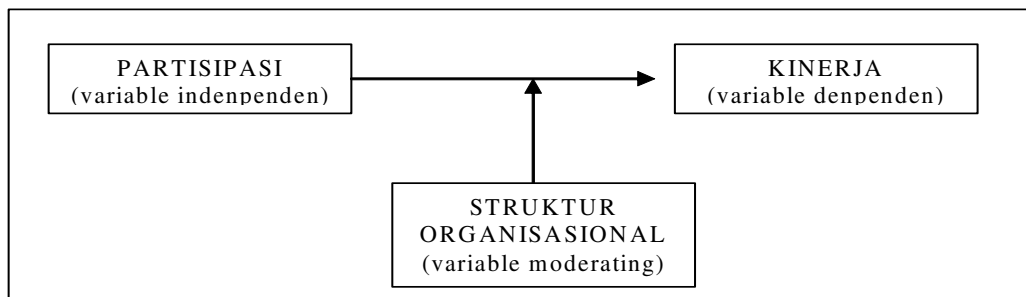 PARTISIPASI
(variable indenpenden)
KINERJA
(variable denpenden)
STRUKTUR
ORGANISASIONAL
(variable moderating)